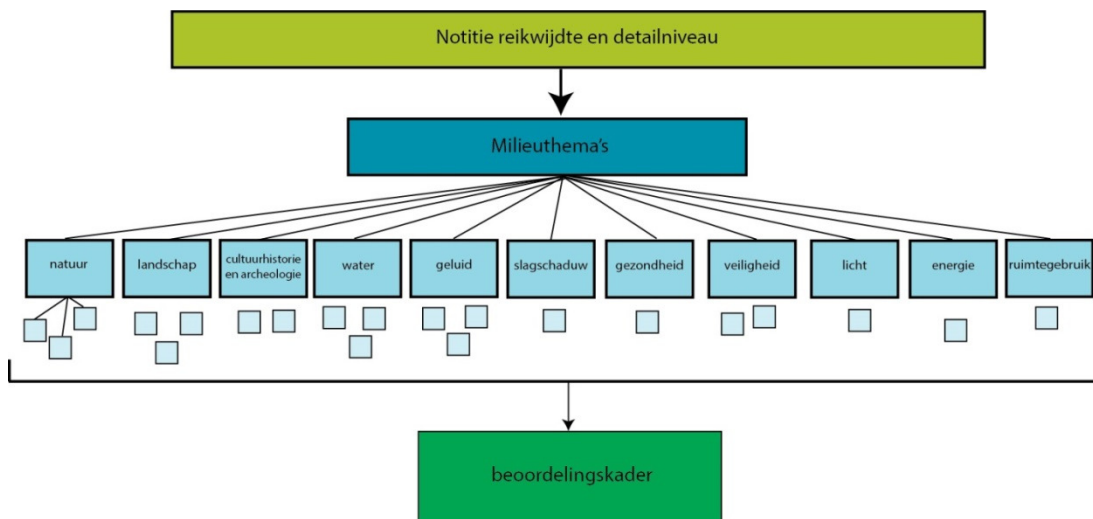 Notitie reikwijdte en detailniveau
Milieuthema's
natuur
landschap
cultuurhistorie
en archeologie
water
geluid
slagschaduw
gezondheid
veiligheid
licht
energie
ruimtegebruik
beoordelingskader